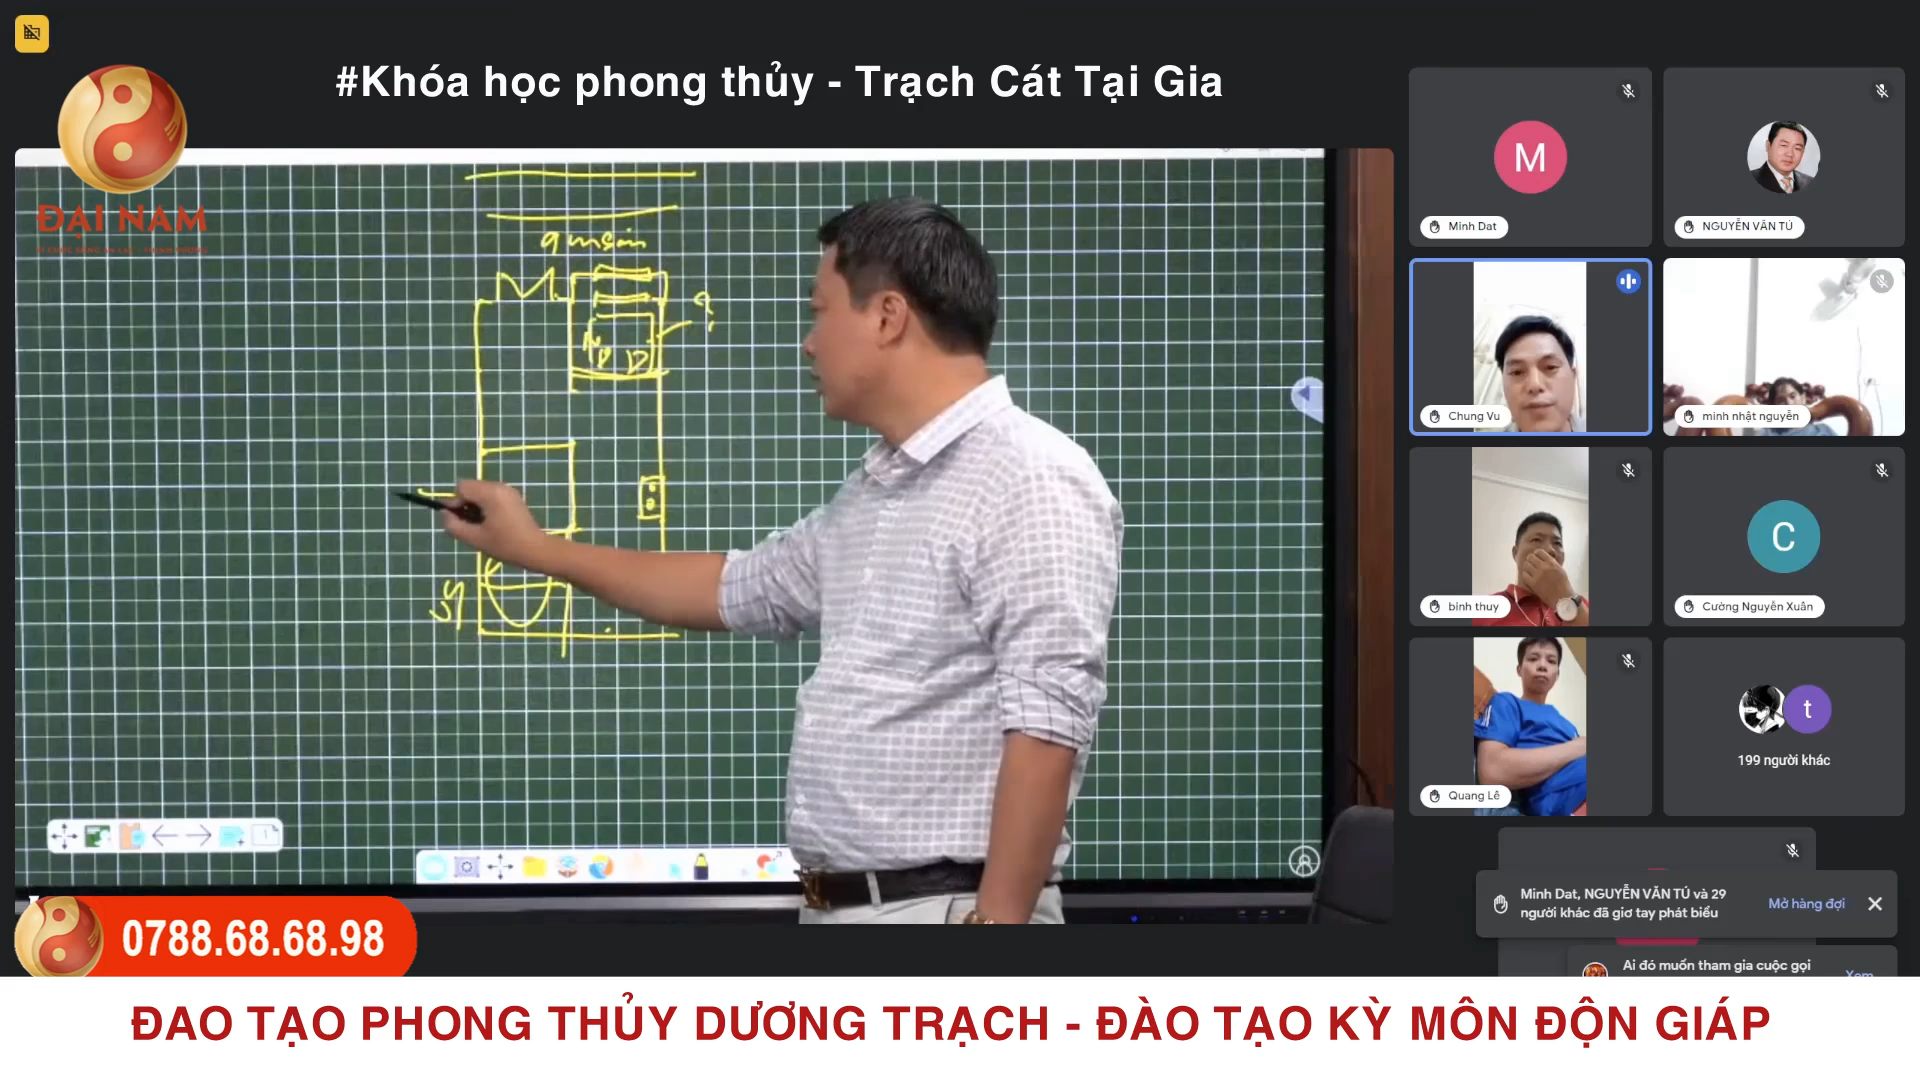 #Khóa học phong thủy - Trạch Cát Tại Gia
ĐẠI NAM
M
Minh Dat
NGUYỄN VĂN TÚ
Chung Vu
minh nhật nguyễn
binh thuy
C
Cường Nguyễn Xuân
Quang Lê
t
199 người khác
Minh Dat, NGUYỄN VĂN TÚ và 29
người khác đã giơ tay phát biểu
Mở hàng đợi
Ai đó muốn tham gia cuộc gọi
Xem
0788.68.68.98
ĐAO TẠO PHONG THỦY DƯƠNG TRẠCH - ĐÀO TẠO KỲ MÔN ĐỘN GIÁP